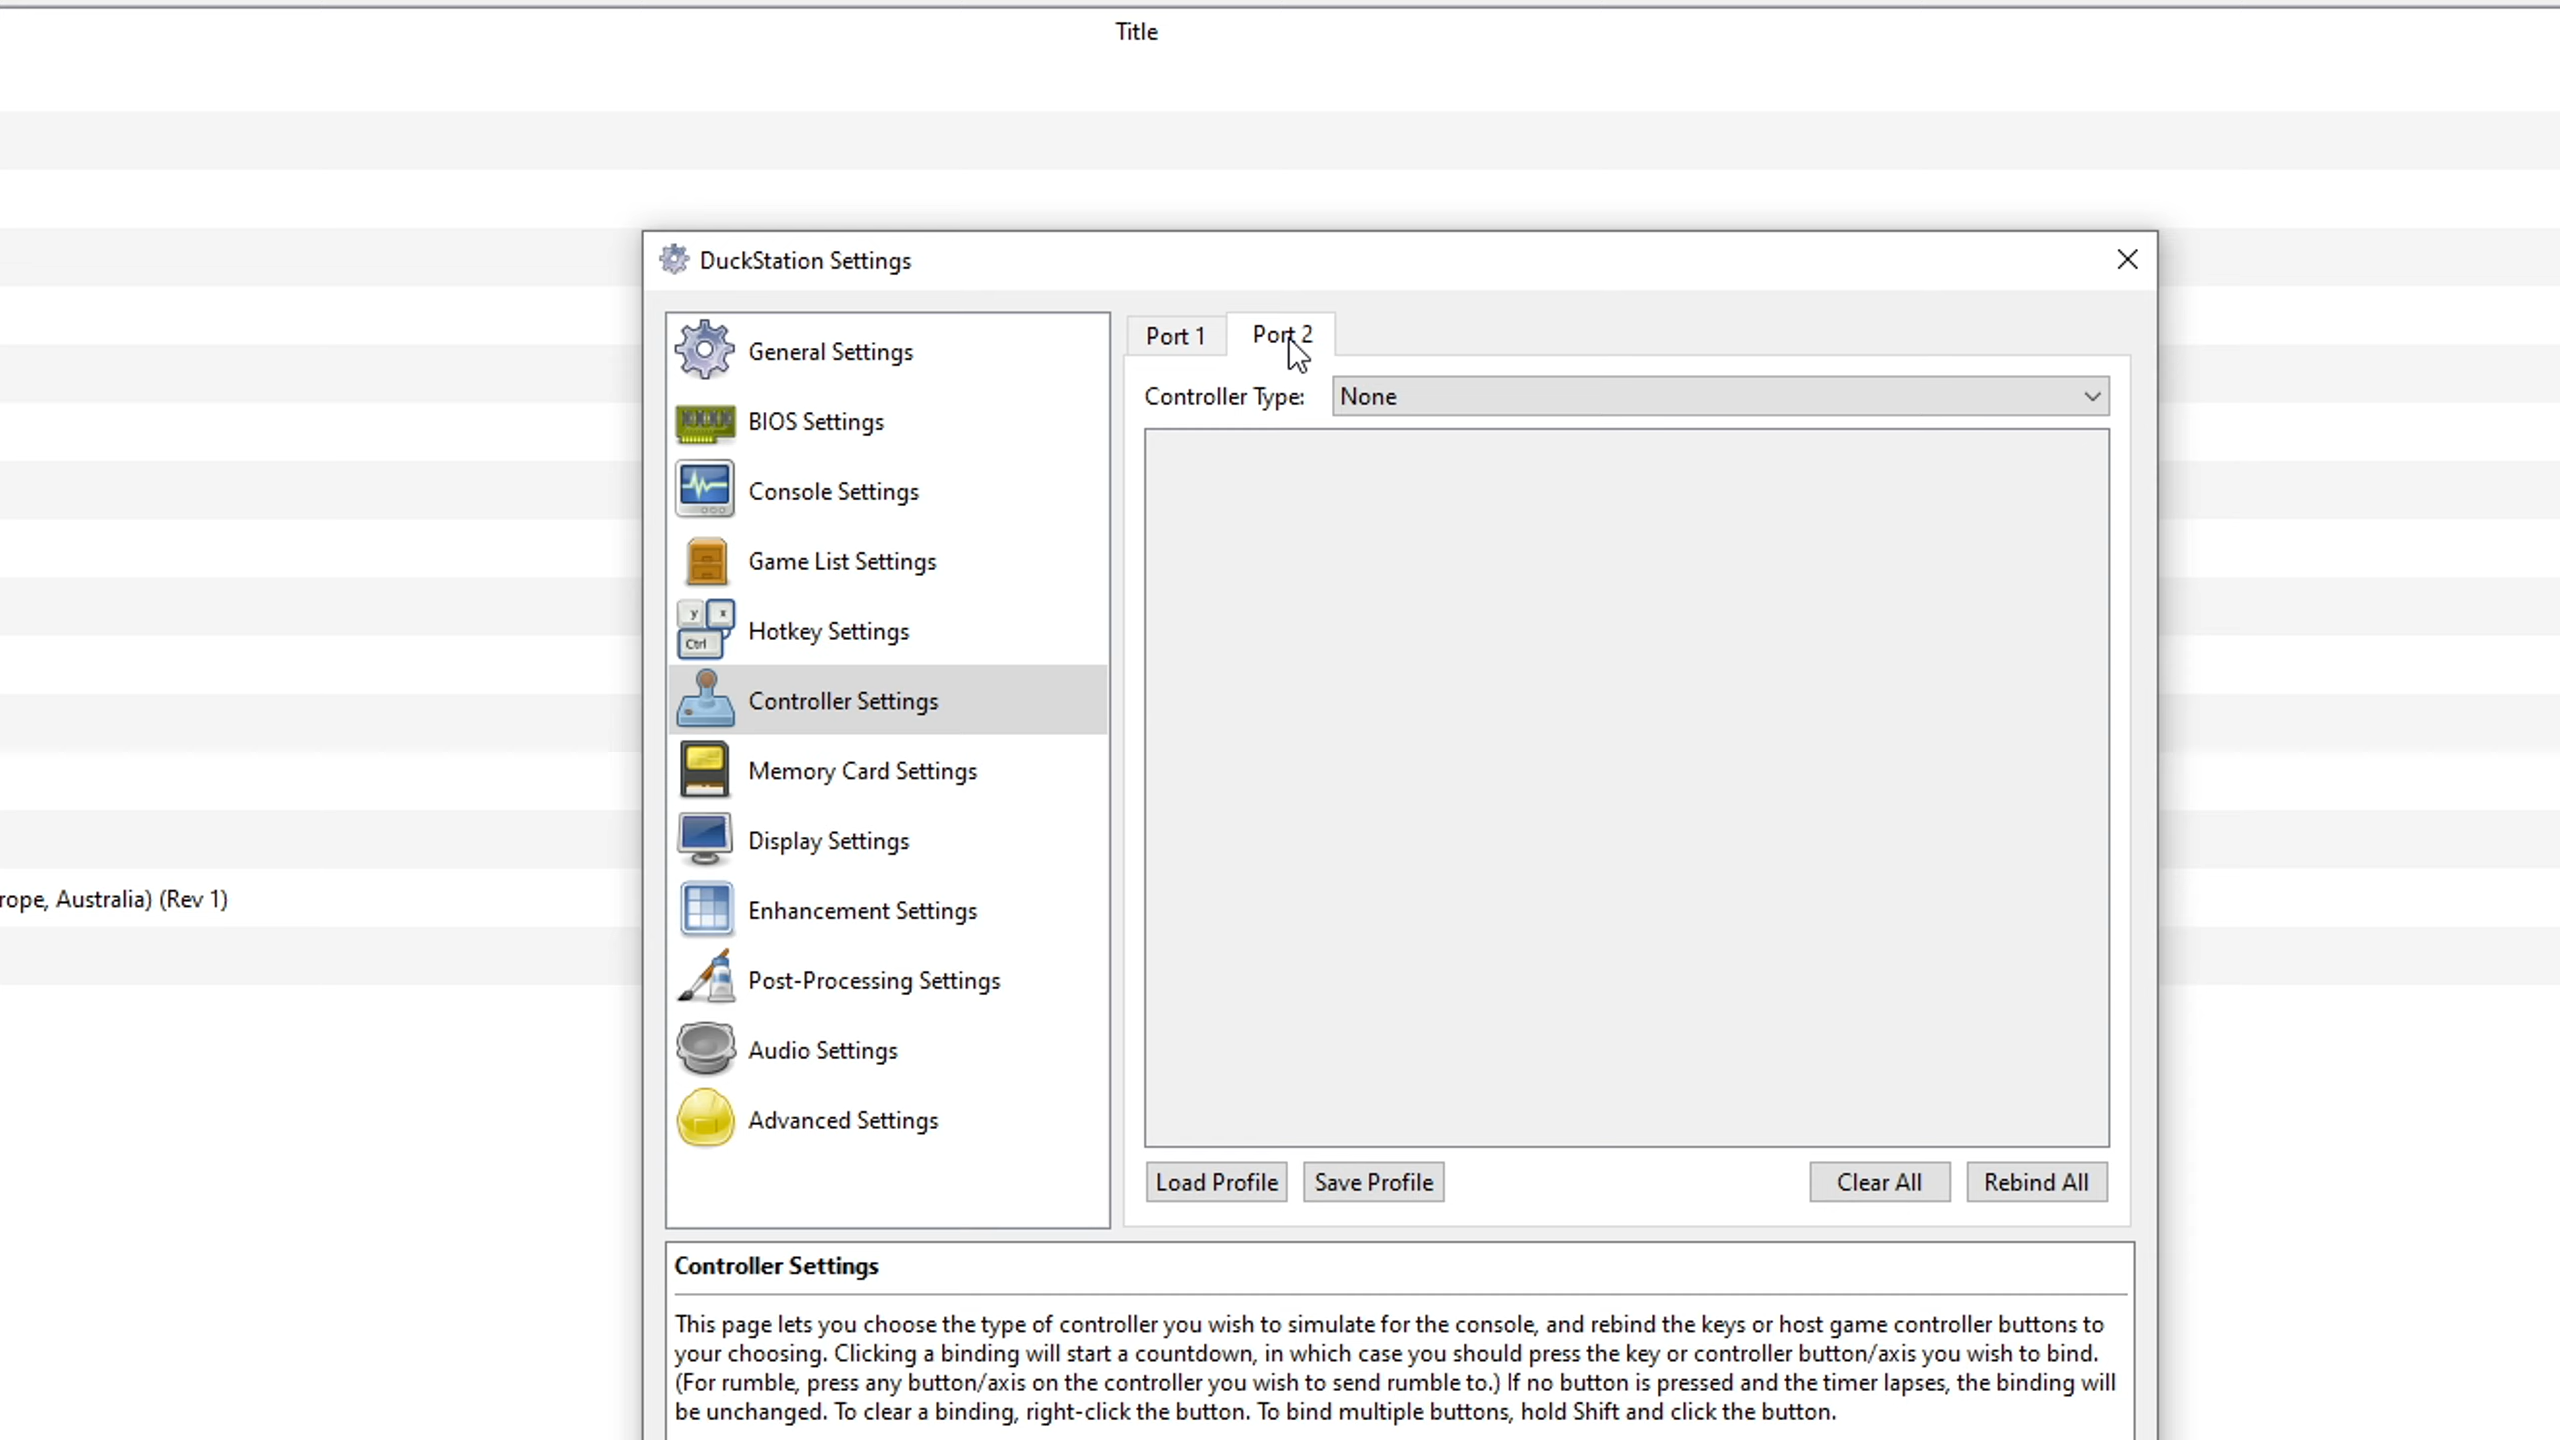 Title
DuckStation Settings
General Settings
BIOS Settings
Console Settings
Game List Settings
y x
Ctrl
Hotkey Settings
Controller Settings
Memory Card Settings
Display Settings
Enhancement Settings
Post-Processing Settings
Audio Settings
Advanced Settings
Port 1
Port 2
Controller Type:
None
Load Profile
Save Profile
Clear All
Rebind All
rope, Australia) (Rev 1)
Controller Settings
This page lets you choose the type of controller you wish to simulate for the console, and rebind the keys or host game controller buttons to
your choosing. Clicking a binding will start a countdown, in which case you should press the key or controller button/axis you wish to bind.
(For rumble, press any button/axis on the controller you wish to send rumble to.) If no button is pressed and the timer lapses, the binding will
be unchanged. To clear a binding, right-click the button. To bind multiple buttons, hold Shift and click the button.